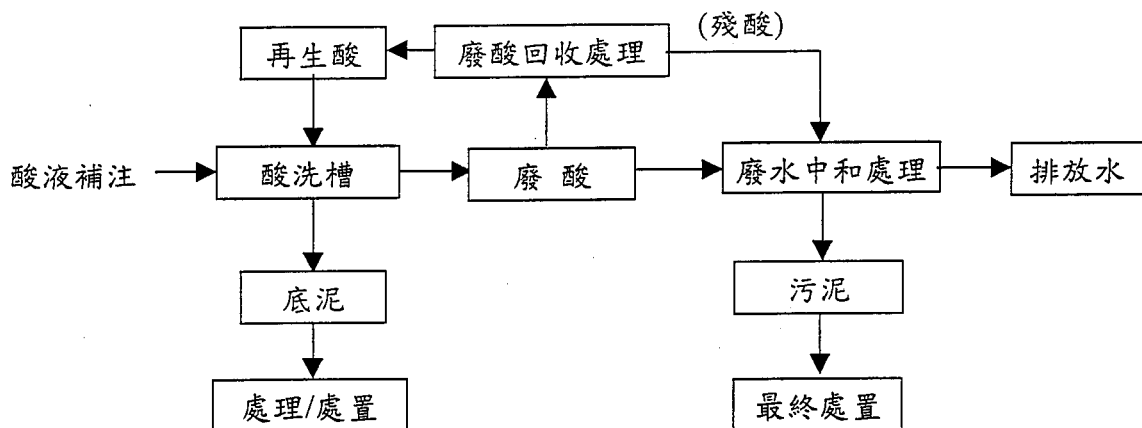 (殘酸)
再生酸
廢酸回收處理
酸液補注
酸洗槽
廢酸
廢水中和處理
排放水
底泥
污泥
處理/處置
最終處置